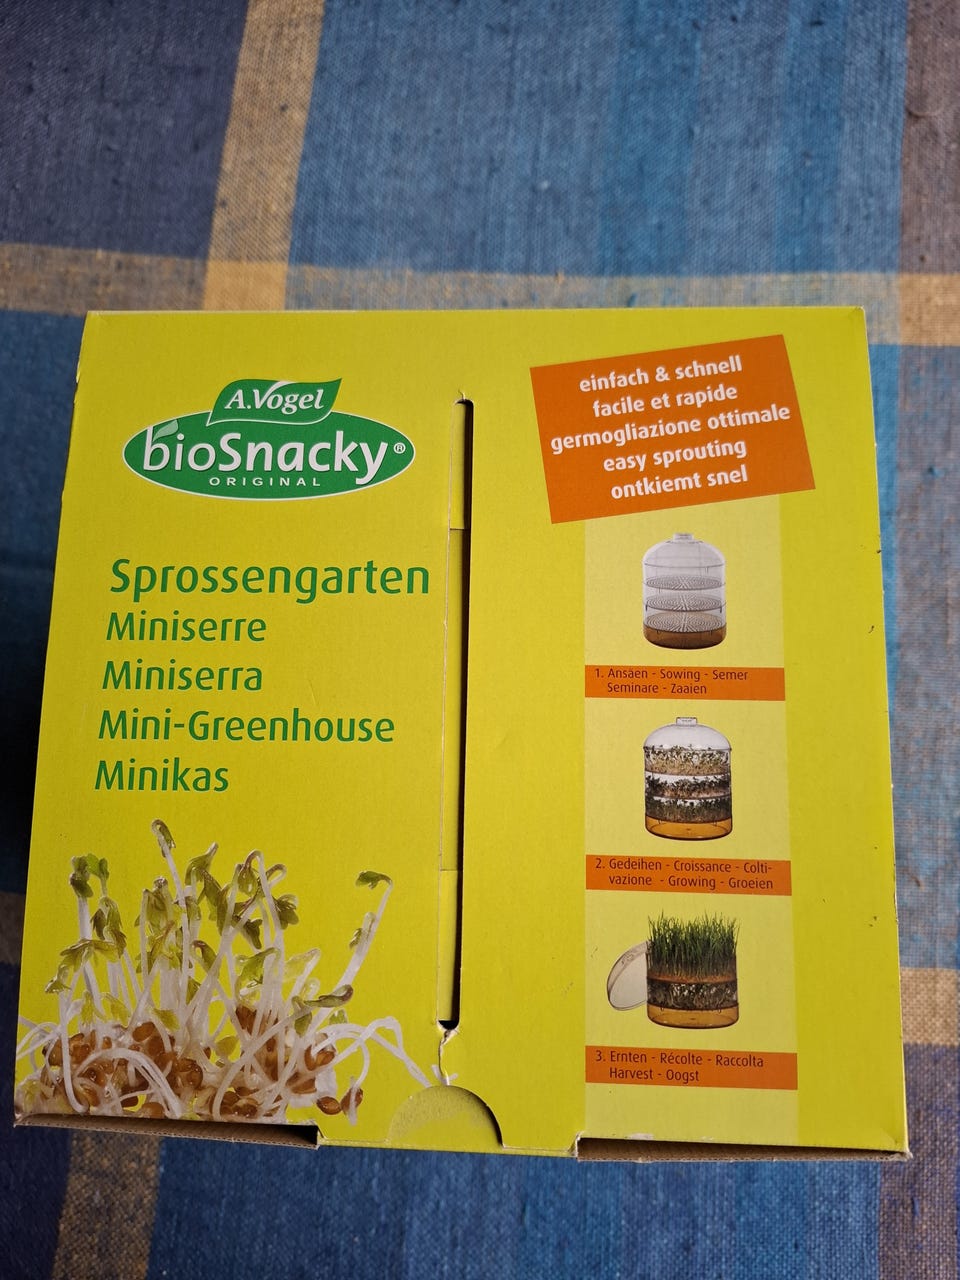 A.Vogel
bioSnacky®
ORIGINAL
Sprossengarten
Miniserre
Miniserra
Mini-Greenhouse
Minikas
einfach & schnell
facile et rapide
germogliazione ottimale
easy sprouting
ontkiemt snel
1. Ansäen - Sowing - Semer
Seminare - Zaaien
2. Gedeihen - Croissance - Colti-
vazione - Growing - Groeien
3. Ernten - Récolte - Raccolta
Harvest - Oogst